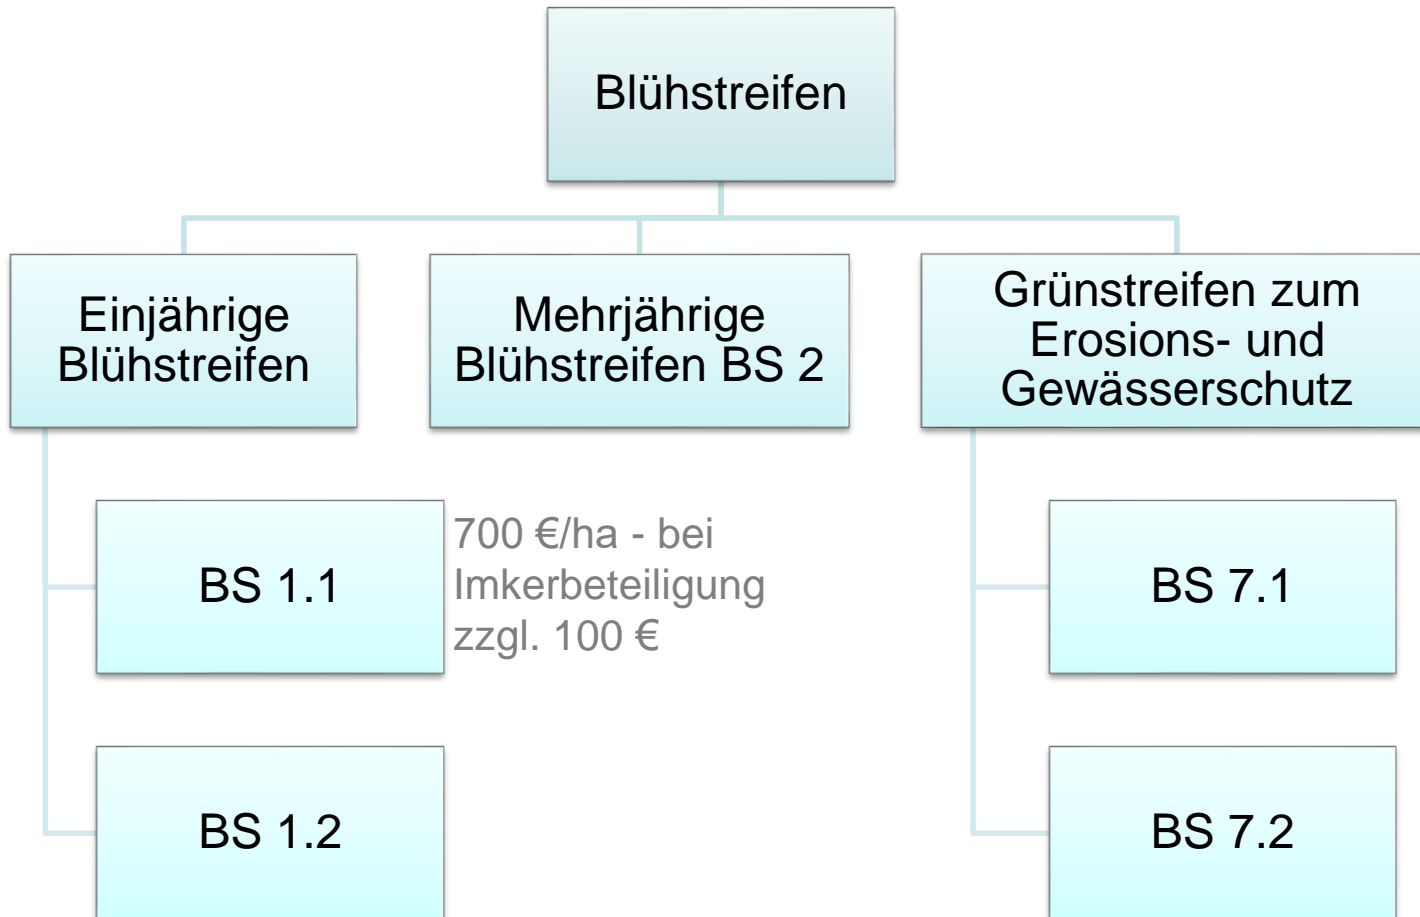 Blühstreifen
Einjährige
Blühstreifen
Mehrjährige
Blühstreifen BS 2
Grünstreifen zum
Erosions- und
Gewässerschutz
BS 1.1
700 €/ha - bei
Imkerbeteiligung
zzgl. 100 €
BS 7.1
BS 1.2
BS 7.2